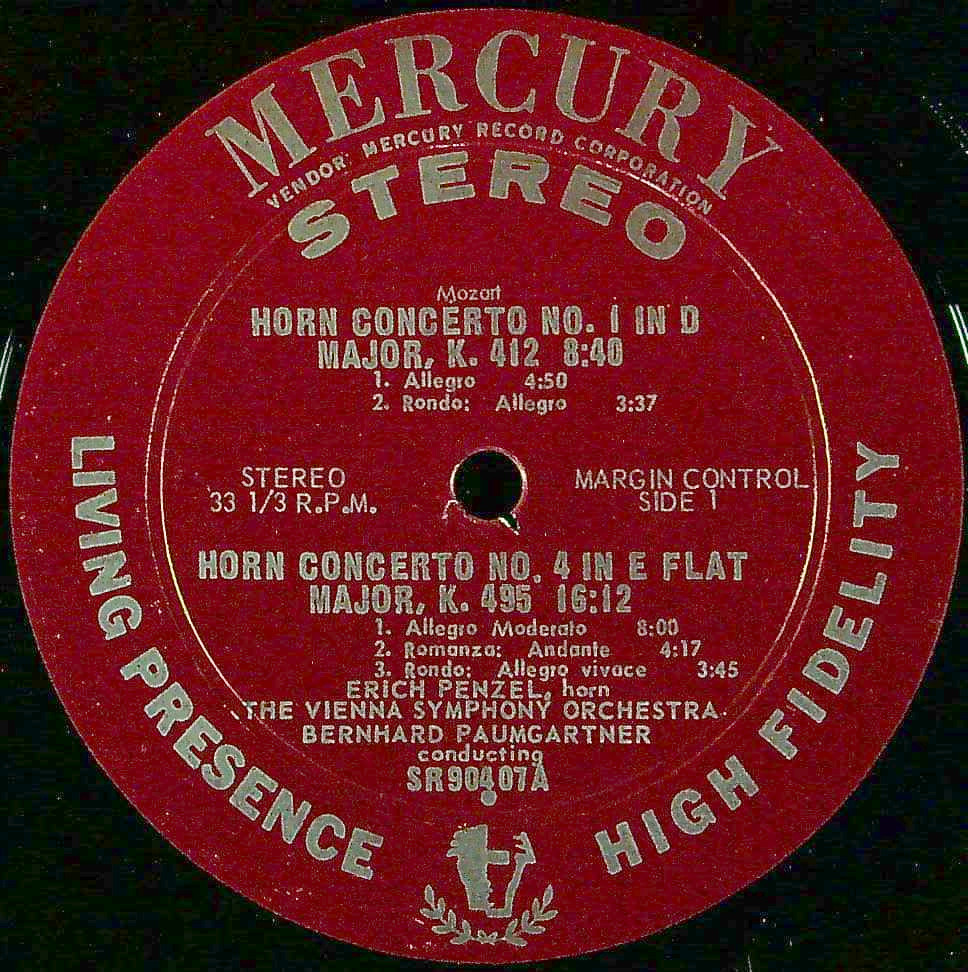 MERCURY
VENDOR: MERCURY RECORD CORPORATION
STEREO
Mozart
HORN CONCERTO NO. 1 IN D
MAJOR, K. 412 8:40
1. Allegro 4:50
2. Rondo: Allegro 3:37
STEREO
33 1/3 R.P.M.
MARGIN CONTROL
SIDE 1
HORN CONCERTO NO. 4 IN E FLAT
MAJOR, K. 495 16:12
1. Allegro Moderato 8:00
2. Romanza: Andante 4:17
3. Rondo: Allegro vivace 3:45
ERICH PENZEL, horn
THE VIENNA SYMPHONY ORCHESTRA
BERNHARD PAUMGARTNER
conducting
SR90407A
LIVING PRESENCE
HIGH FIDELITY